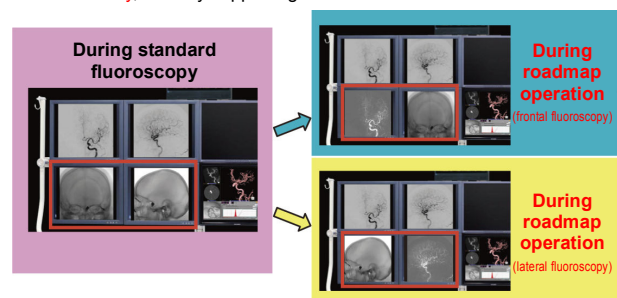 During standard
fluoroscopy
During
roadmap
operation
(frontal fluoroscopy)
During
roadmap
operation
(lateral fluoroscopy)